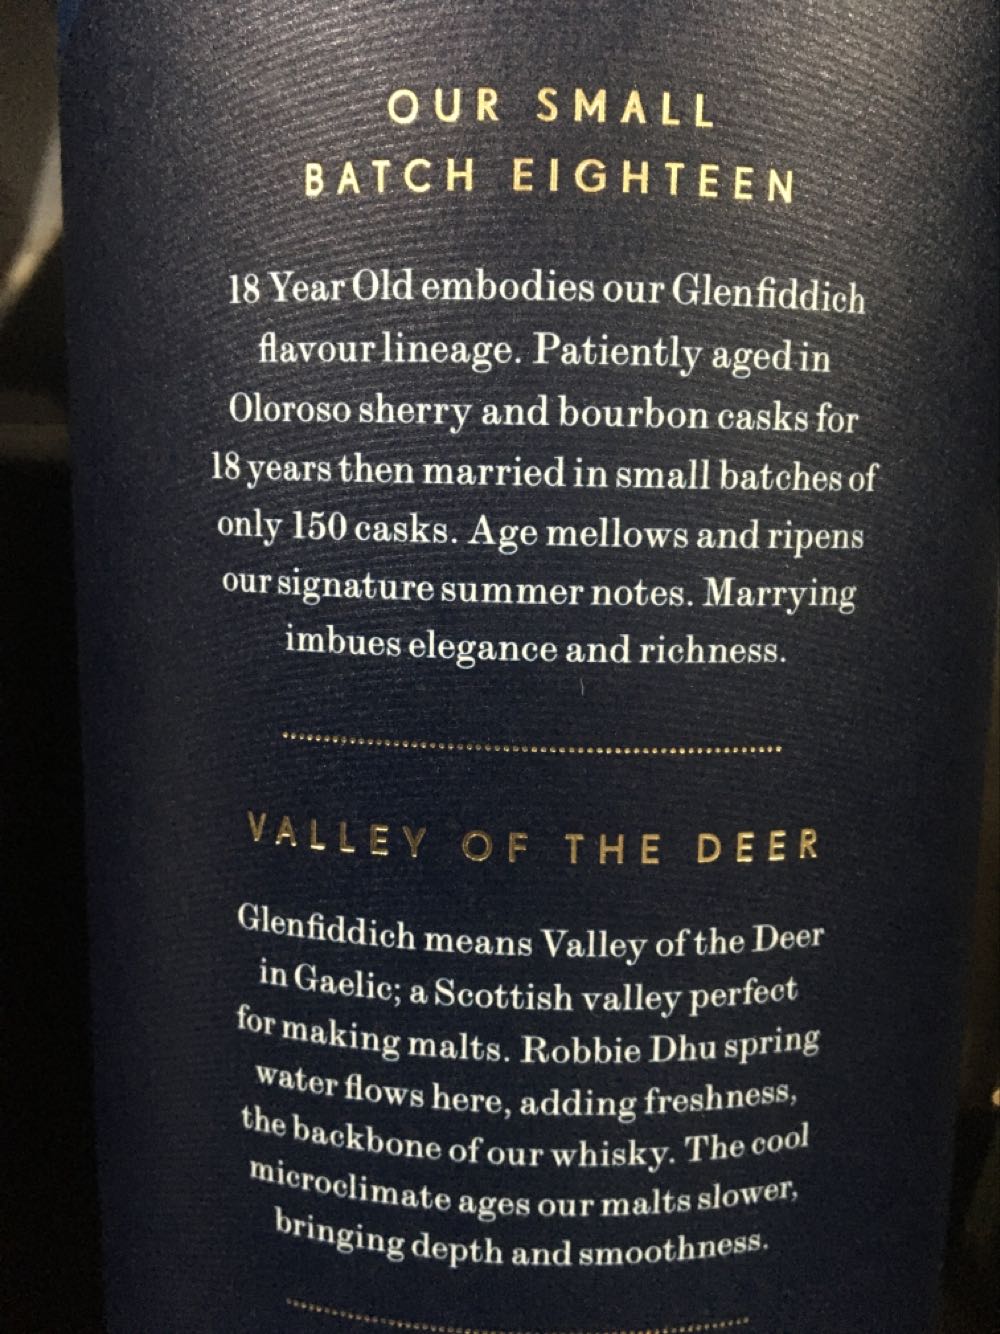 OUR SMALL
BATCH EIGHTEEN
18 Year Old embodies our Glenfiddich
flavour lineage. Patiently aged in
Oloroso sherry and bourbon casks for
18 years then married in small batches of
only 150 casks. Age mellows and ripens
our signature summer notes. Marrying
imbues elegance and richness.
VALLEY OF THE DEER
Glenfiddich means Valley of the Deer
in Gaelic; a Scottish valley perfect
for making malts. Robbie Dhu spring
water flows here, adding freshness,
the backbone of our whisky. The cool
microclimate ages our malts slower,
bringing depth and smoothness.